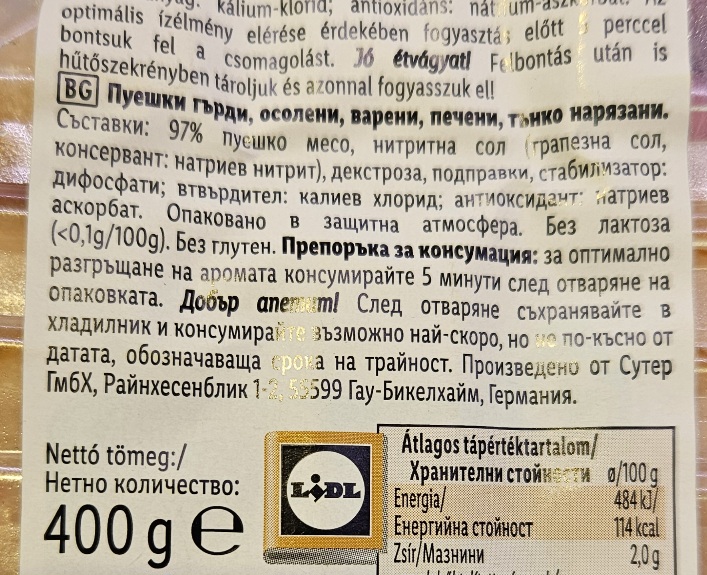 kálium-klorid; antioxidáns:
optimális ízélmény elérése érdekében fogyasztás előtt 5 perccel
bontsuk fel a csomagolást. Jó étvágyat! Felbontás után is
hűtőszekrényben tároljuk és azonnal fogyasszuk el!
BG Пуешки гърди, осолени, варени, печени, тънко нарязани.
Съставки: 97% пуешко месо, нитритна сол (трапезна сол,
консервант: натриев нитрит), декстроза, подправки, стабилизатор:
дифосфати; втвърдител: калиев хлорид; антиоксидант: натриев
аскорбат. Опаковано в защитна атмосфера. Без лактоза
(<0,1g/100g). Без глутен. Препоръка за консумация: за оптимално
разгръщане на аромата консумирайте 5 минути след отваряне на
опаковката. Добър апетит! След отваряне съхранявайте в
хладилник и консумирайте възможно най-скоро, но не по-късно от
датата, обозначаваща срока на трайност. Произведено от Сутер
ГмбХ, Райнхесенблик 1-2, 55599 Гау-Бикелхайм, Германия.
Nettó tömeg:/
Нетно количество:
400 g e
LIDL
Átlagos tápértéktartalom/
Хранителни стойности ø/100 g
Energia/ 484 kJ/
Енергийна стойност 114 kcal
Zsír/Мазнини 2,0 g